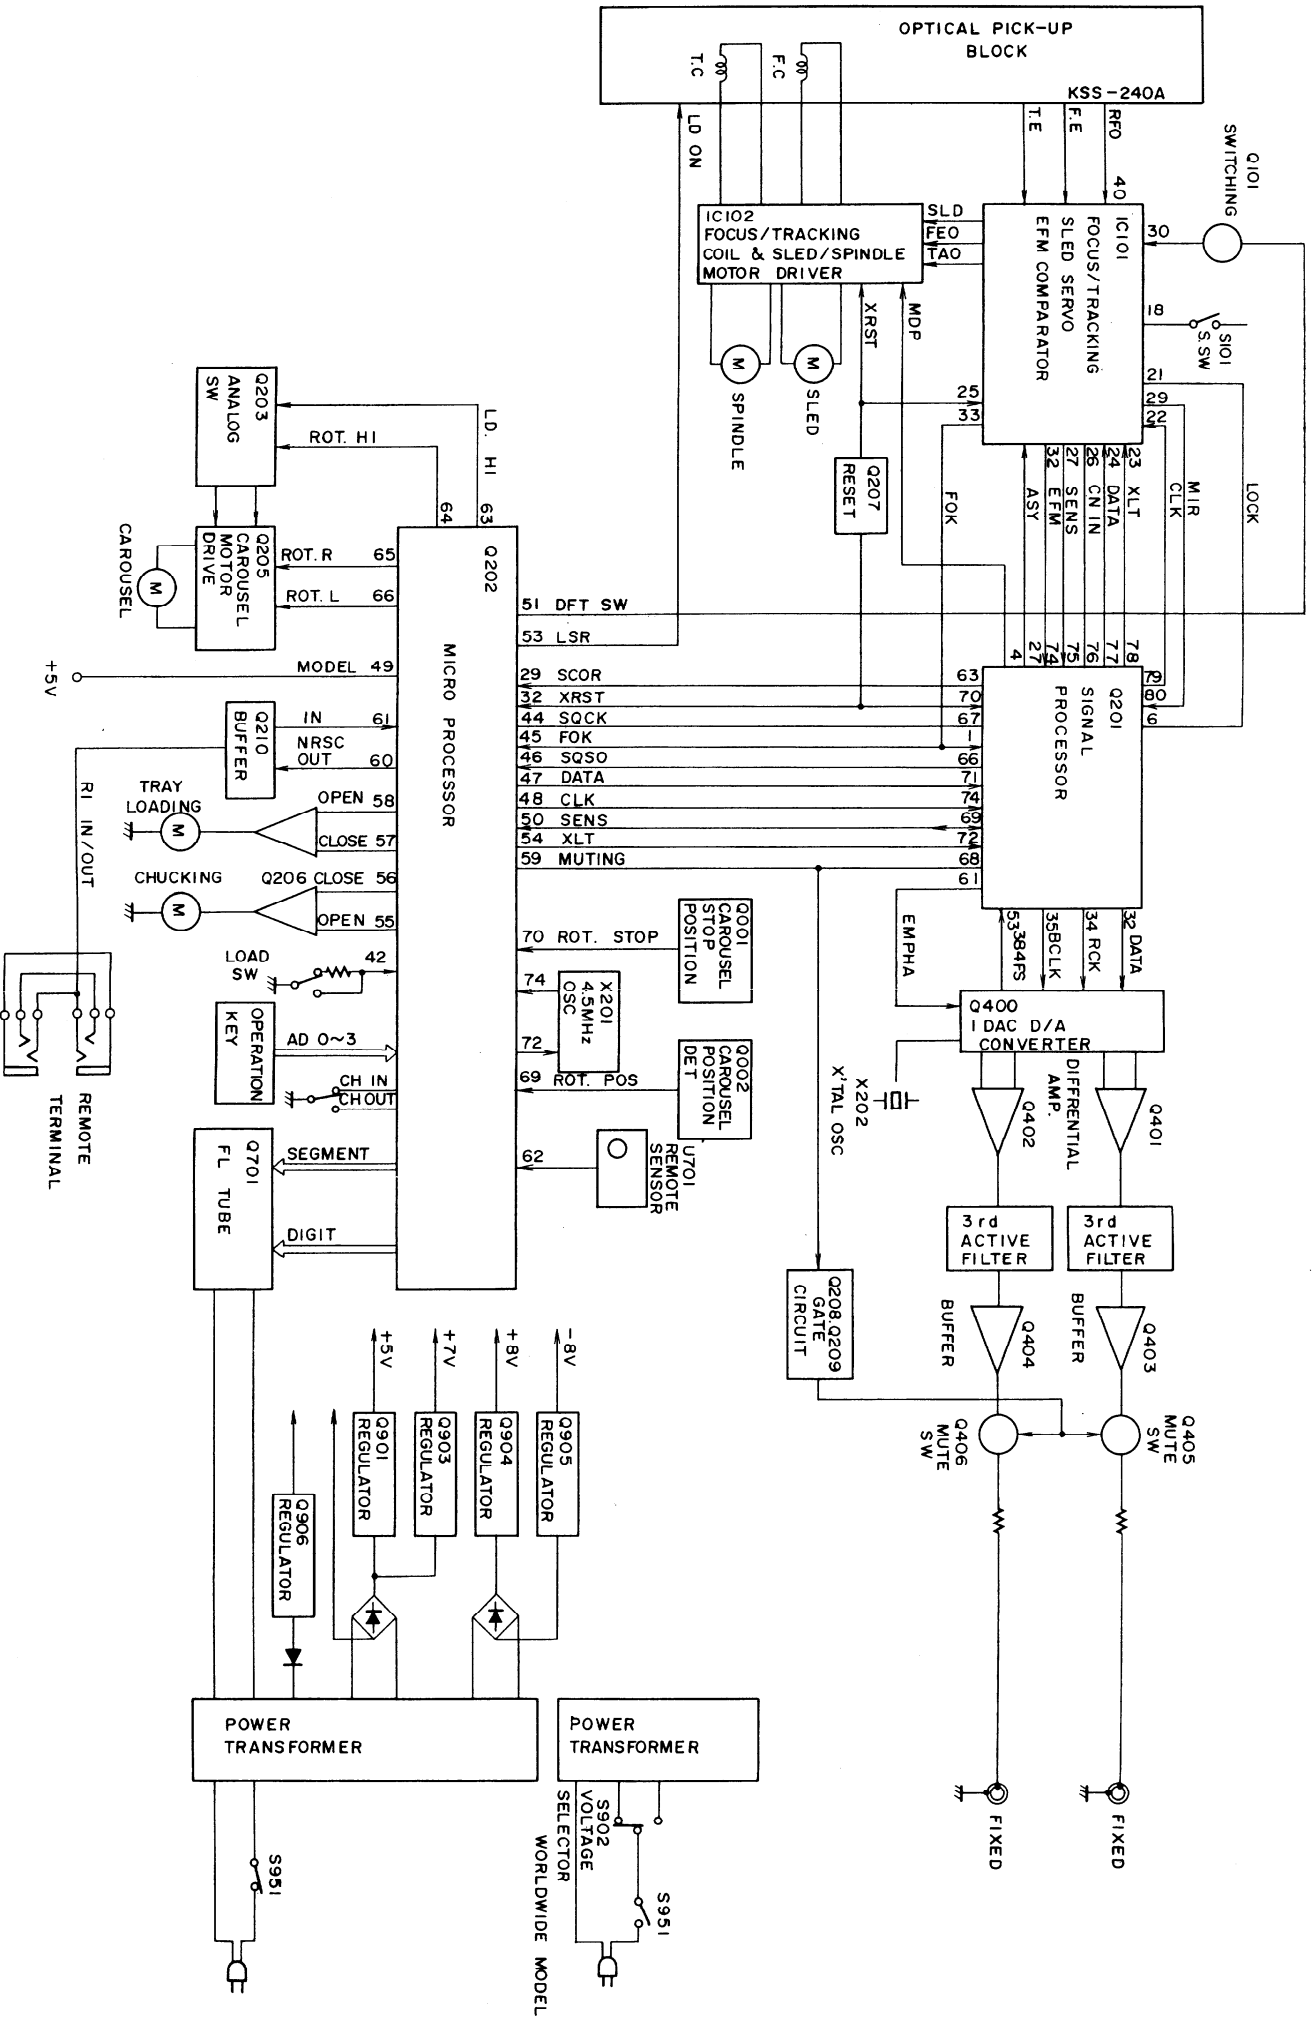 OPTICAL PICK-UP
BLOCK
KSS-240A
T.C
F.C
LD ON
T.E
F.E
RFO
Q101
SWITCHING
40
30
18
S101
S.SW
21
29
22
IC101
FOCUS/TRACKING
SLED SERVO
EFM COMPARATOR
SLD
FEO
TAO
IC102
FOCUS/TRACKING
COIL & SLED/SPINDLE
MOTOR DRIVER
XRST
MDP
M
SPINDLE
M
SLED
25
33
FOK
Q207
RESET
23 XLT
24 DATA
26 CNIN
27 SENS
32 EFM
ASY
MIR
CLK
LOCK
Q203
ANALOG
SW
LD. HI
ROT. HI
63
64
Q205
CAROUSEL
MOTOR
DRIVE
CAROUSEL
M
ROT.R 65
ROT.L 66
MODEL 49
+5V
Q202
MICRO PROCESSOR
51 DFT SW
53 LSR
29 SCOR 63
32 XRST 70
44 SQCK 67
45 FOK 1
46 SQSO 66
47 DATA 71
48 CLK 74
50 SENS 69
54 XLT 72
59 MUTING 68
61
4
27
74
75
76
77
78
79
80
6
Q201
SIGNAL
PROCESSOR
Q210
BUFFER
IN 61
NRSC
OUT 60
RI IN/OUT
TRAY
LOADING
M
OPEN 58
CLOSE 57
CHUCKING
M
Q206 CLOSE 56
OPEN 55
LOAD
SW
42
OPERATION
KEY
AD 0~3
CH IN
CH OUT
REMOTE
TERMINAL
Q701
FL TUBE
SEGMENT
DIGIT
70 ROT. STOP
Q001
CAROUSEL
STOP
POSITION
74
72
X201
4.5MHz
OSC
69 ROT. POS
Q002
CAROUSEL
POSITION
DET
62
U701
REMOTE
SENSOR
EMPHA
53 384FS
35 BCLK
34 RCK
32 DATA
Q400
1 DAC D/A
CONVERTER
X202
X'TAL OSC
DIFFRENTIAL
AMP.
Q402
Q401
3rd
ACTIVE
FILTER
3rd
ACTIVE
FILTER
BUFFER
Q404
BUFFER
Q403
Q208.Q209
GATE
CIRCUIT
Q406
MUTE
SW
Q405
MUTE
SW
FIXED
FIXED
+5V
+7V
+8V
-8V
Q901
REGULATOR
Q903
REGULATOR
Q904
REGULATOR
Q905
REGULATOR
Q906
REGULATOR
POWER
TRANSFORMER
POWER
TRANSFORMER
S951
S902
VOLTAGE
SELECTOR
S951
WORLDWIDE MODEL